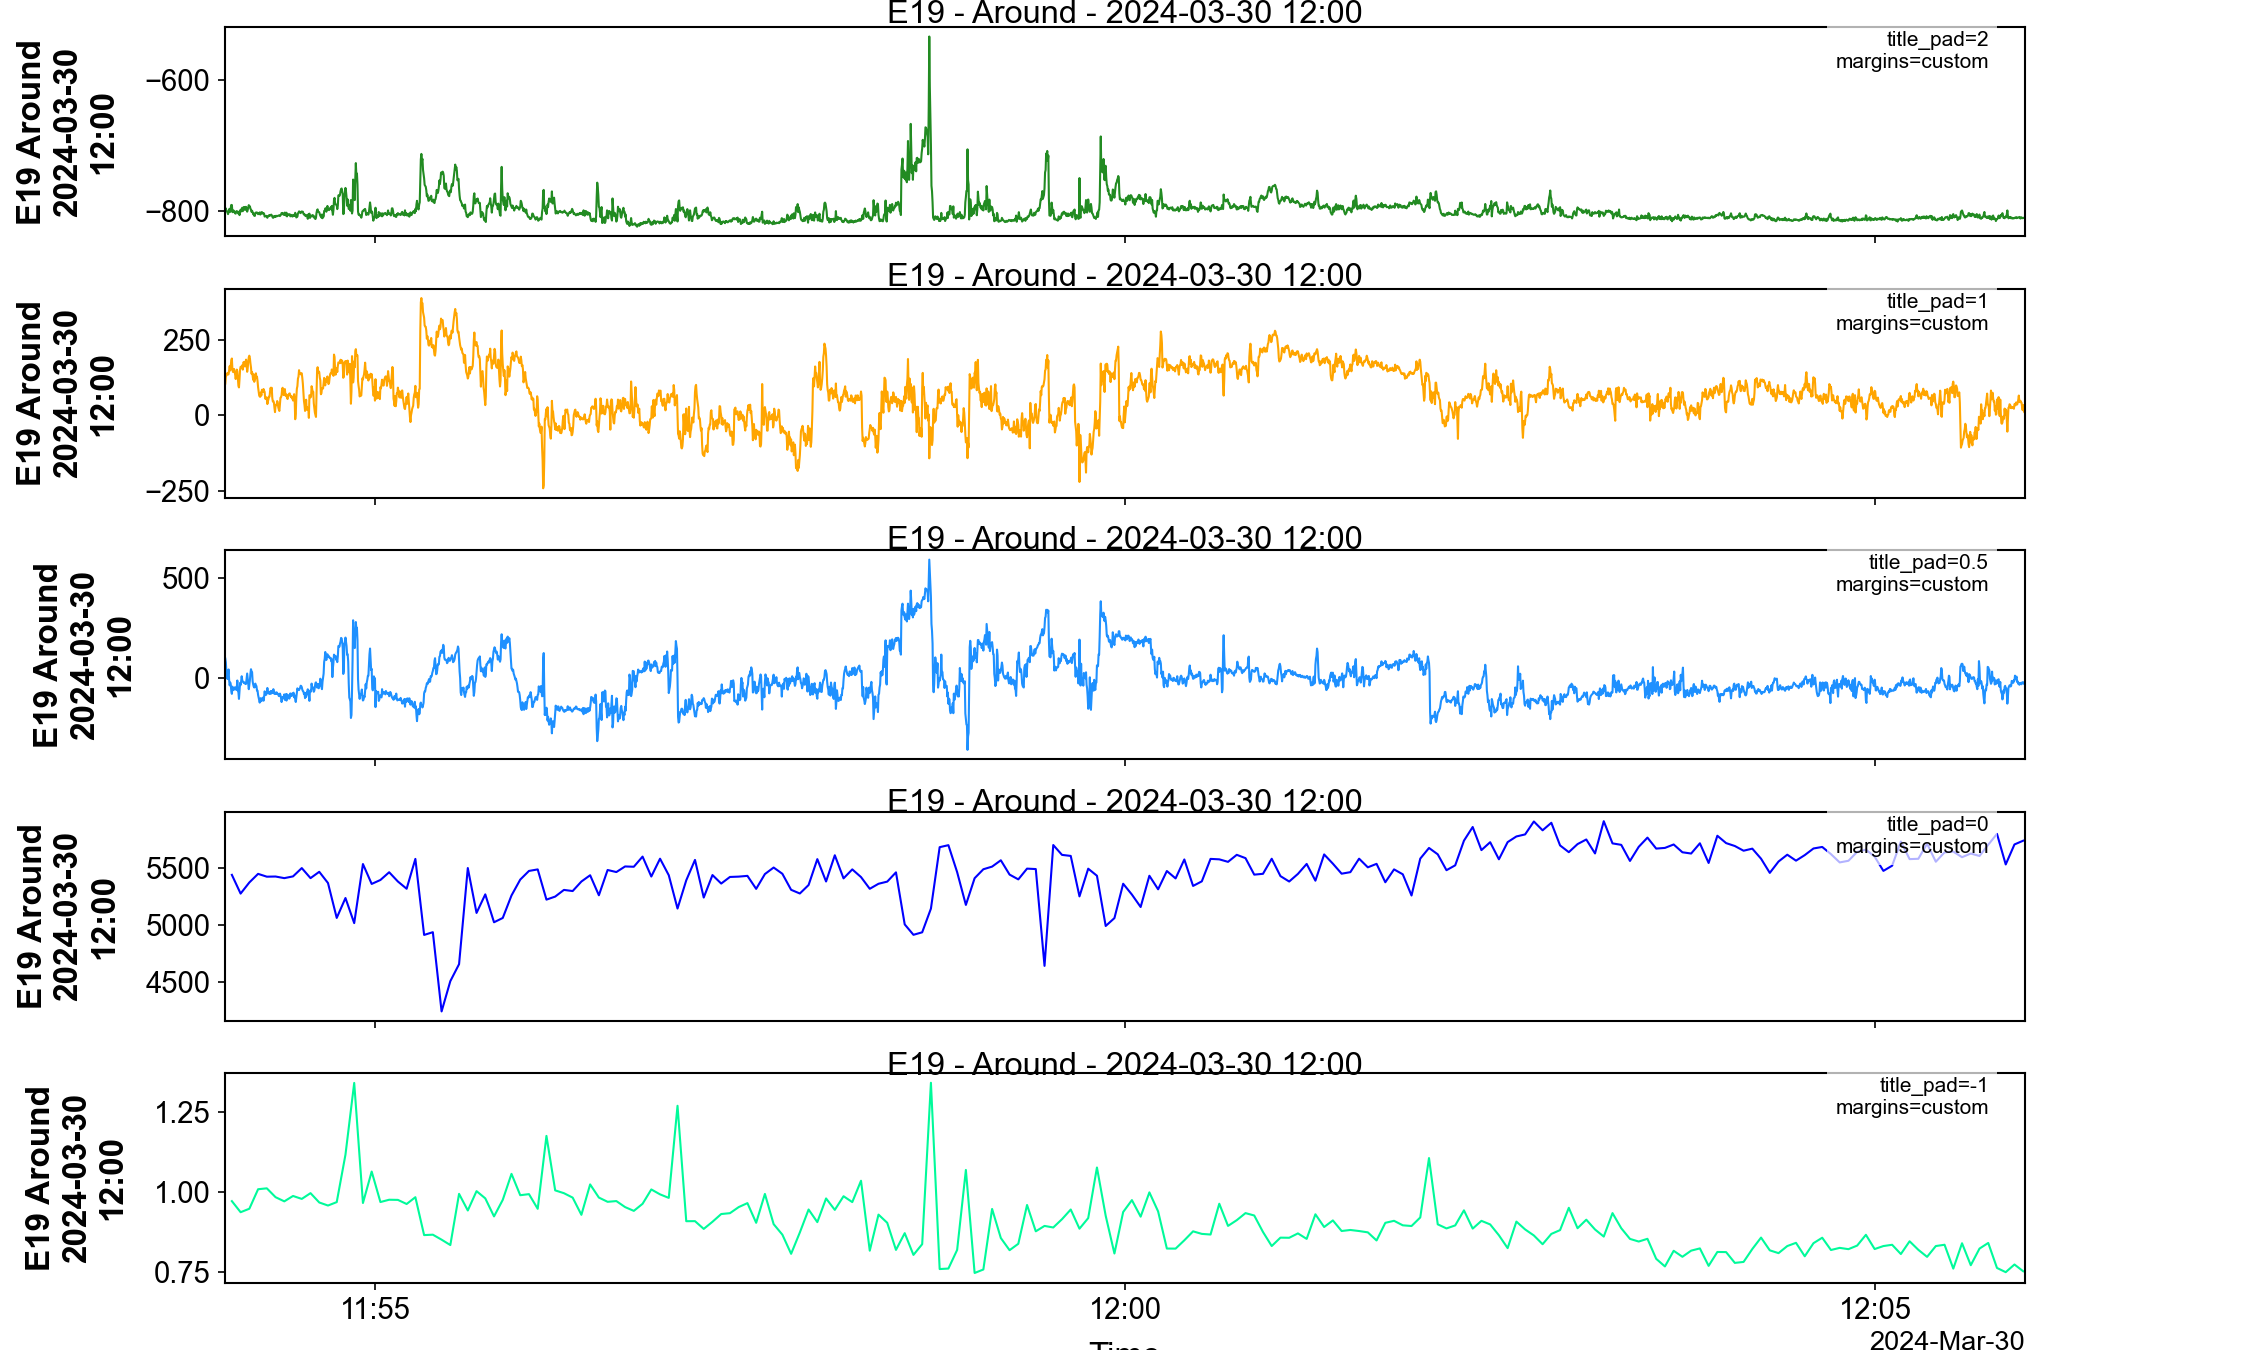 E19 - Around - 2024-03-30 12:00
E19 Around
2024-03-30
12:00
−600
−800
title_pad=2
margins=custom
E19 - Around - 2024-03-30 12:00
E19 Around
2024-03-30
12:00
250
0
−250
title_pad=1
margins=custom
E19 - Around - 2024-03-30 12:00
E19 Around
2024-03-30
12:00
500
0
title_pad=0.5
margins=custom
E19 - Around - 2024-03-30 12:00
E19 Around
2024-03-30
12:00
5500
5000
4500
title_pad=0
margins=custom
E19 - Around - 2024-03-30 12:00
E19 Around
2024-03-30
12:00
1.25
1.00
0.75
title_pad=-1
margins=custom
11:55
12:00
12:05
Time
2024-Mar-30